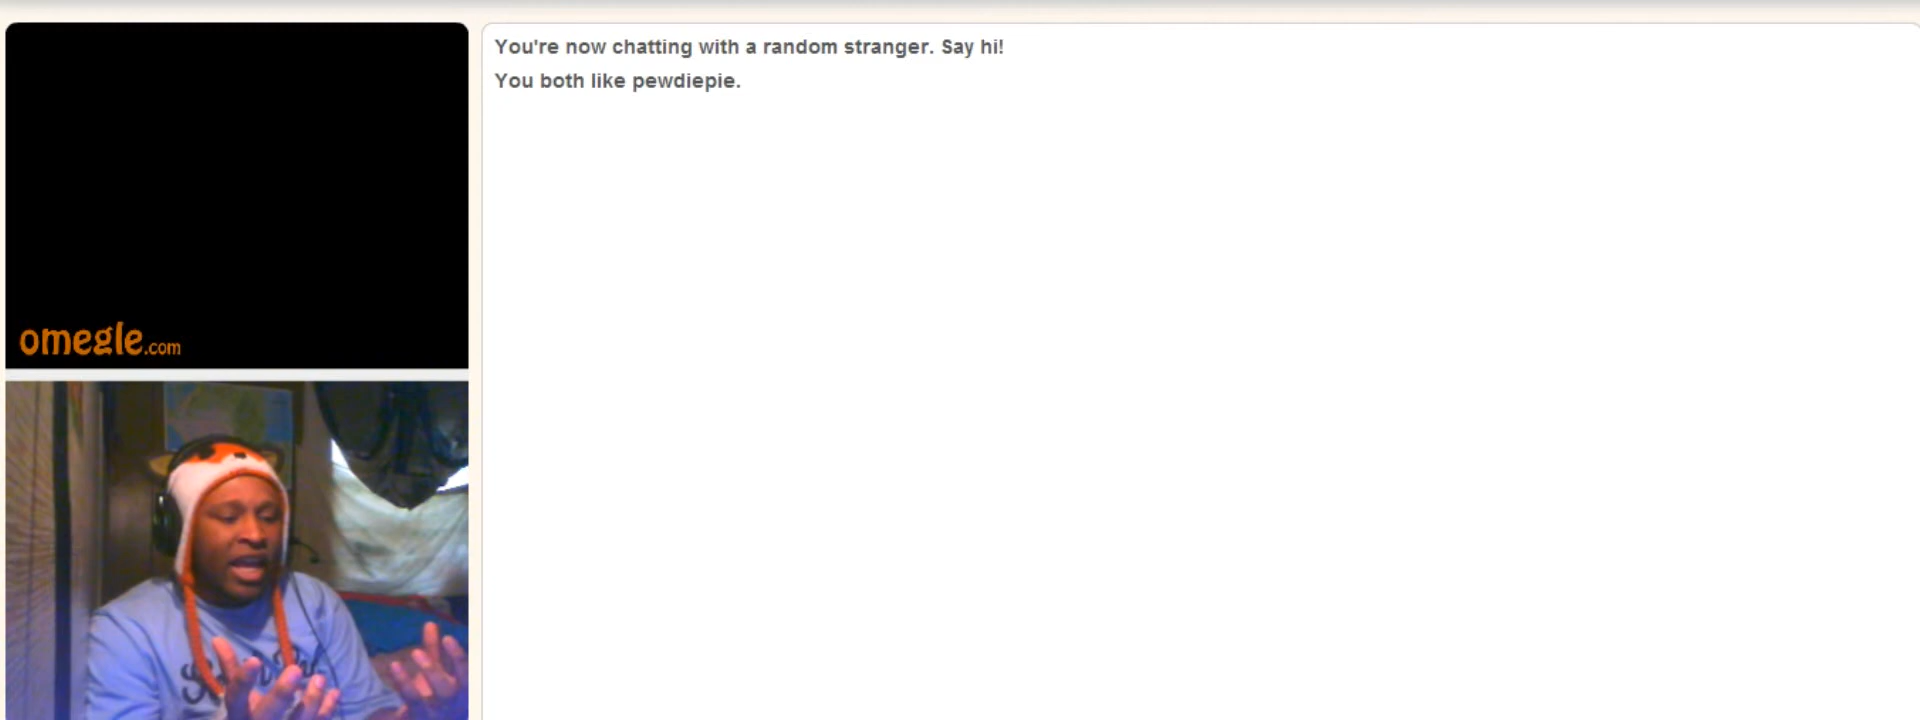 You're now chatting with a random stranger. Say hi!
You both like pewdiepie.
omegle.com